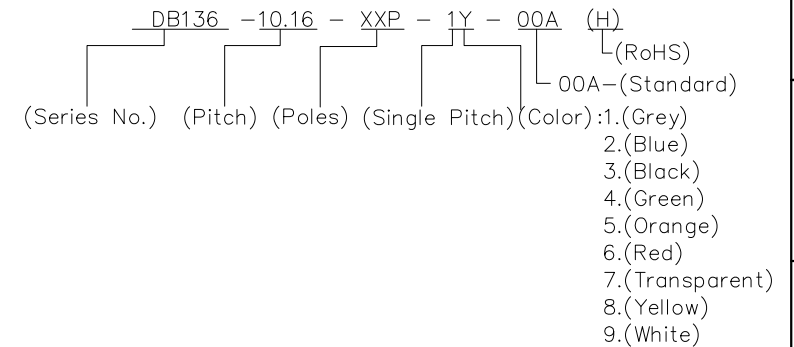 DB136 -10.16 - XXP - 1Y - 00A (H)
(RoHS)
00A-(Standard)
(Series No.) (Pitch) (Poles) (Single Pitch) (Color):1.(Grey)
2.(Blue)
3.(Black)
4.(Green)
5.(Orange)
6.(Red)
7.(Transparent)
8.(Yellow)
9.(White)